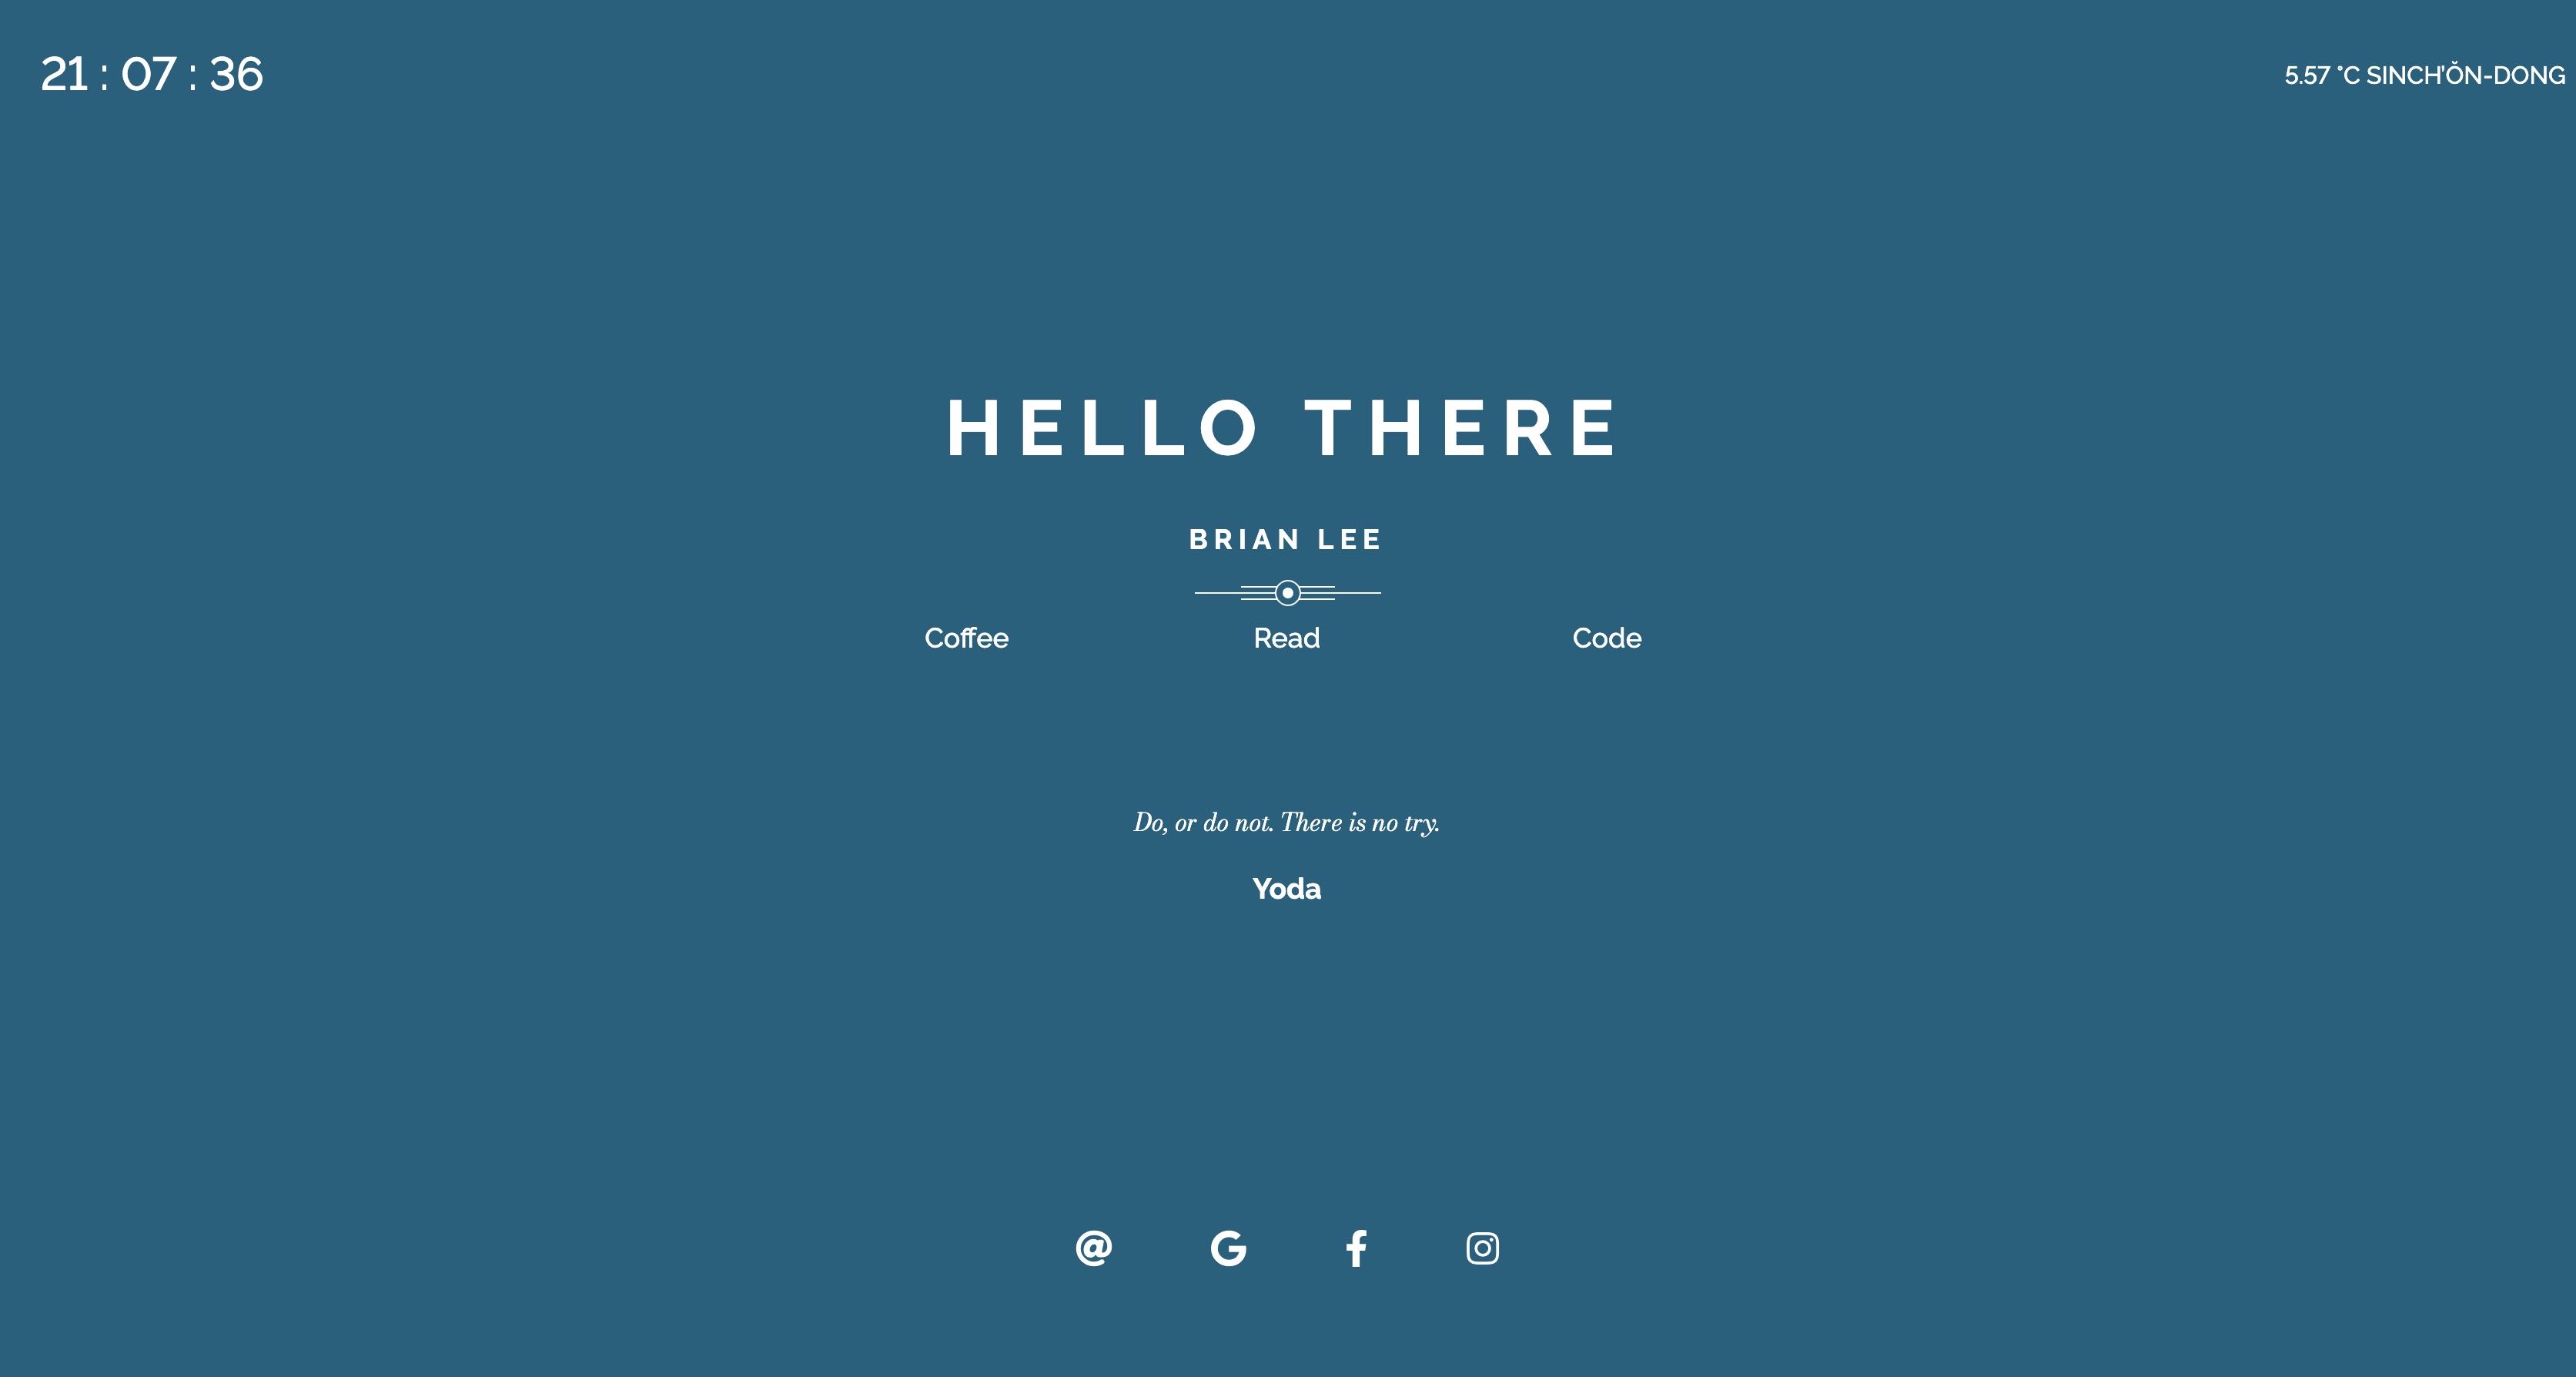 21 : 07 : 36
5.57 °C SINCH'ŎN-DONG
HELLO THERE
BRIAN LEE
Coffee Read Code
Do, or do not. There is no try.
Yoda